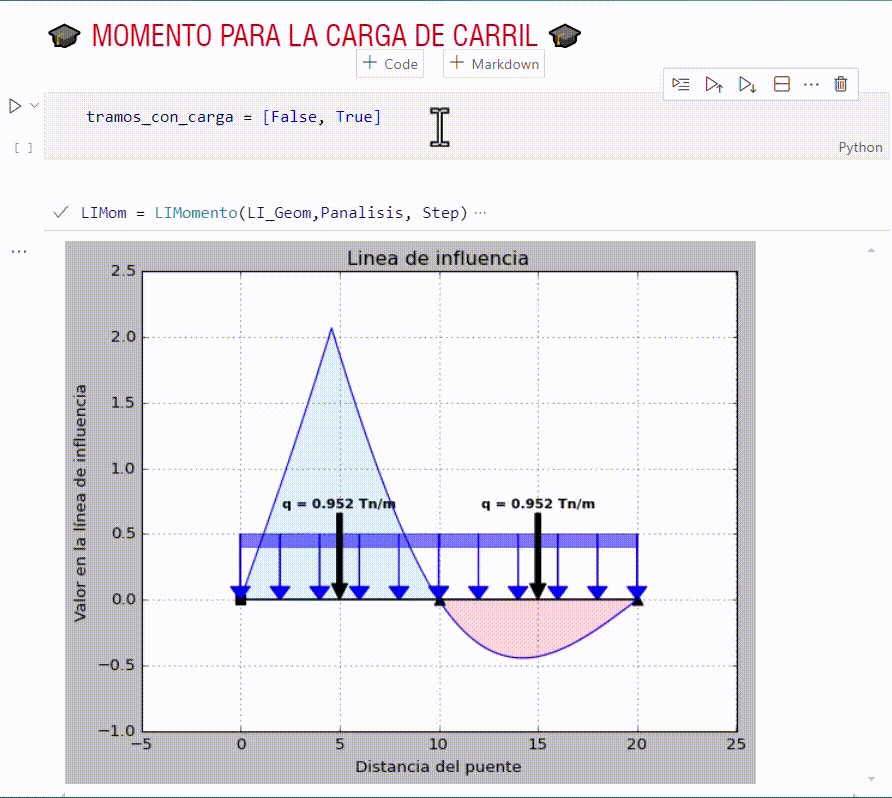 🎓 MOMENTO PARA LA CARGA DE CARRIL 🎓
+ Code + Markdown
tramos_con_carga = [False, True]
[ ]
Python
LIMom = LIMomento(LI_Geom,Panalisis, Step) ...
Linea de influencia
2.5
2.0
1.5
1.0
q = 0.952 Tn/m q = 0.952 Tn/m
0.5
0.0
−0.5
−1.0
Valor en la línea de influencia
−5 0 5 10 15 20 25
Distancia del puente